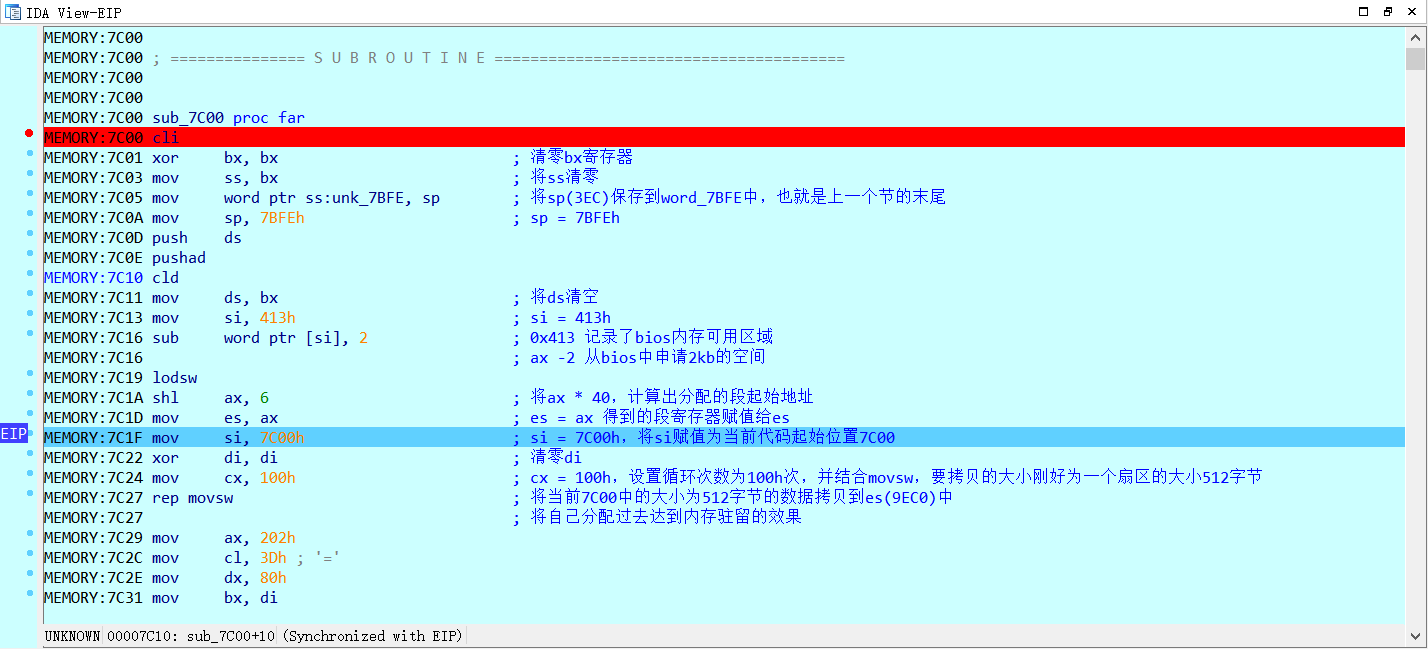 IDA View-EIP
MEMORY:7C00
MEMORY:7C00 ; =============== S U B R O U T I N E =======================================
MEMORY:7C00
MEMORY:7C00
MEMORY:7C00 sub_7C00 proc far
MEMORY:7C00 cli
MEMORY:7C01 xor bx, bx ; 清零bx寄存器
MEMORY:7C03 mov ss, bx ; 将ss清零
MEMORY:7C05 mov word ptr ss:unk_7BFE, sp ; 将sp(3EC)保存到word_7BFE中，也就是上一个节的末尾
MEMORY:7C0A mov sp, 7BFEh ; sp = 7BFEh
MEMORY:7C0D push ds
MEMORY:7C0E pushad
MEMORY:7C10 cld
MEMORY:7C11 mov ds, bx ; 将ds清空
MEMORY:7C13 mov si, 413h ; si = 413h
MEMORY:7C16 sub word ptr [si], 2 ; 0x413 记录了bios内存可用区域
MEMORY:7C16 ; ax -2 从bios中申请2kb的空间
MEMORY:7C19 lodsw
MEMORY:7C1A shl ax, 6 ; 将ax * 40，计算出分配的段起始地址
MEMORY:7C1D mov es, ax ; es = ax 得到的段寄存器赋值给es
EIP MEMORY:7C1F mov si, 7C00h ; si = 7C00h，将si赋值为当前代码起始位置7C00
MEMORY:7C22 xor di, di ; 清零di
MEMORY:7C24 mov cx, 100h ; cx = 100h，设置循环次数为100h次，并结合movsw，要拷贝的大小刚好为一个扇区的大小512字节
MEMORY:7C27 rep movsw ; 将当前7C00中的大小为512字节的数据拷贝到es(9EC0)中
MEMORY:7C27 ; 将自己分配过去达到内存驻留的效果
MEMORY:7C29 mov ax, 202h
MEMORY:7C2C mov cl, 3Dh ; '='
MEMORY:7C2E mov dx, 80h
MEMORY:7C31 mov bx, di
UNKNOWN 00007C10: sub_7C00+10 (Synchronized with EIP)